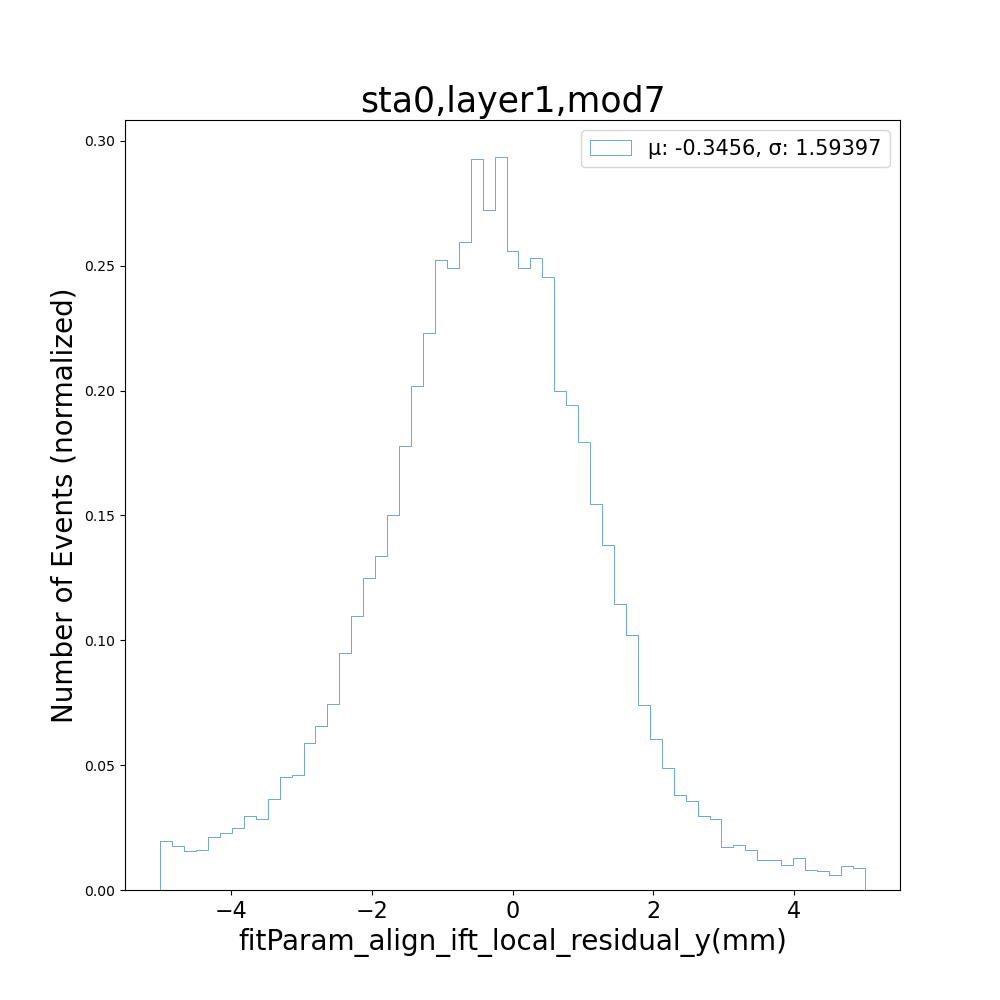 sta0,layer1,mod7
μ: -0.3456, σ: 1.59397
Number of Events (normalized)
0.30
0.25
0.20
0.15
0.10
0.05
0.00
−4 −2 0 2 4
fitParam_align_ift_local_residual_y(mm)